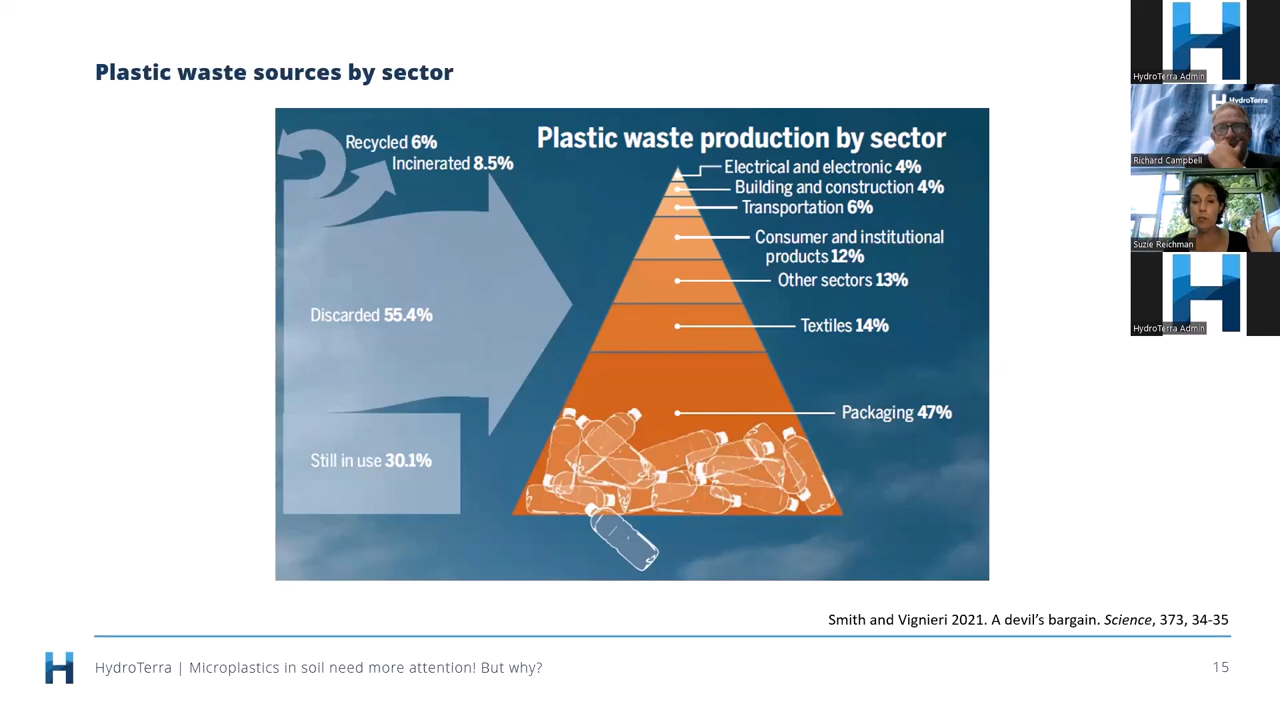 Plastic waste sources by sector
Recycled 6%
Incinerated 8.5%
Discarded 55.4%
Still in use 30.1%
Plastic waste production by sector
Electrical and electronic 4%
Building and construction 4%
Transportation 6%
Consumer and institutional
products 12%
Other sectors 13%
Textiles 14%
Packaging 47%
Smith and Vignieri 2021. A devil’s bargain. Science, 373, 34-35
HydroTerra | Microplastics in soil need more attention! But why?
15
HydroTerra Admin
HydroTerra
Richard Campbell
Suzie Reichman
HydroTerra Admin